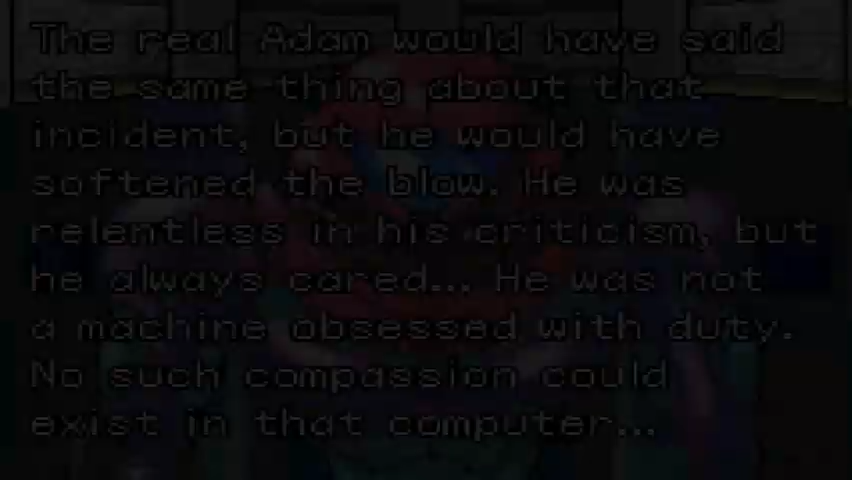 The real Adam would have said
the same thing about that
incident, but he would have
softened the blow. He was
relentless in his criticism, but
he always cared... He was not
a machine obsessed with duty.
No such compassion could
exist in that computer...